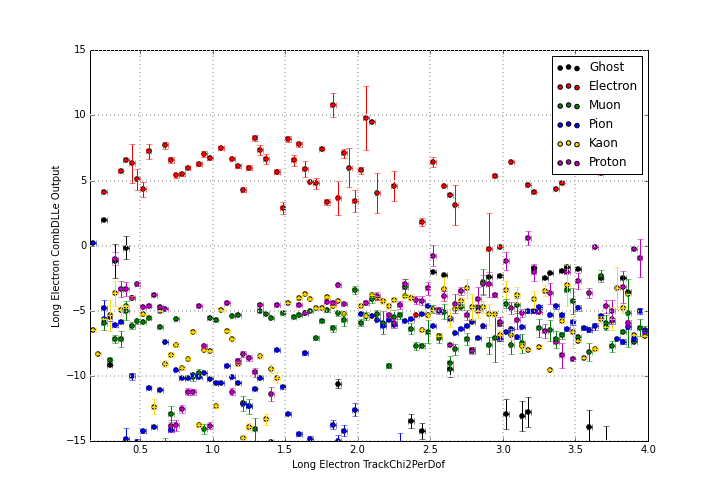 15
10
5
0
−5
−10
−15
0.5 1.0 1.5 2.0 2.5 3.0 3.5 4.0
Long Electron TrackChi2PerDof
Long Electron CombDLLe Output
Ghost
Electron
Muon
Pion
Kaon
Proton